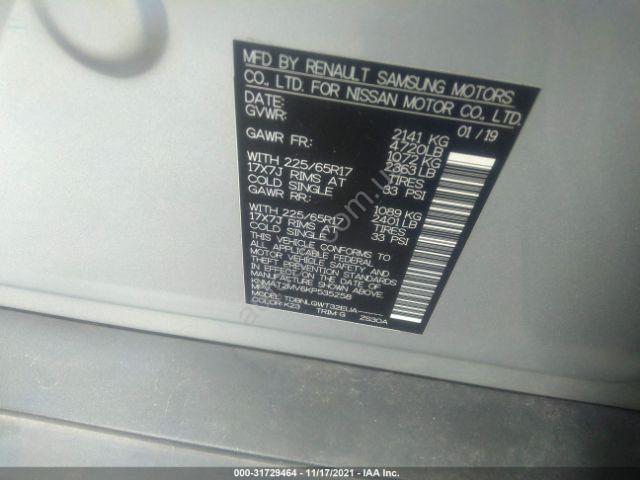 MFD BY RENAULT SAMSUNG MOTORS
CO., LTD. FOR NISSAN MOTOR CO., LTD.
DATE: 01/19
GVWR: 2141 KG
4720LB
GAWR FR: 1072 KG
2363 LB
WITH 225/65R17 TIRES
17X7J RIMS AT 33 PSI
COLD SINGLE
GAWR RR: 1089 KG
2401 LB
WITH 225/65R17 TIRES
17X7J RIMS AT 33 PSI
COLD SINGLE
THIS VEHICLE CONFORMS TO
ALL APPLICABLE FEDERAL
MOTOR VEHICLE SAFETY AND
THEFT PREVENTION STANDARDS
IN EFFECT ON THE DATE OF
MANUFACTURE SHOWN ABOVE.
KNMAT2MV6KP535258
MODEL: TDBNLQWT32EUA
COLOR: K23 TRIM: G ZS30A
000-31729464 - 11/17/2021 - IAA Inc.